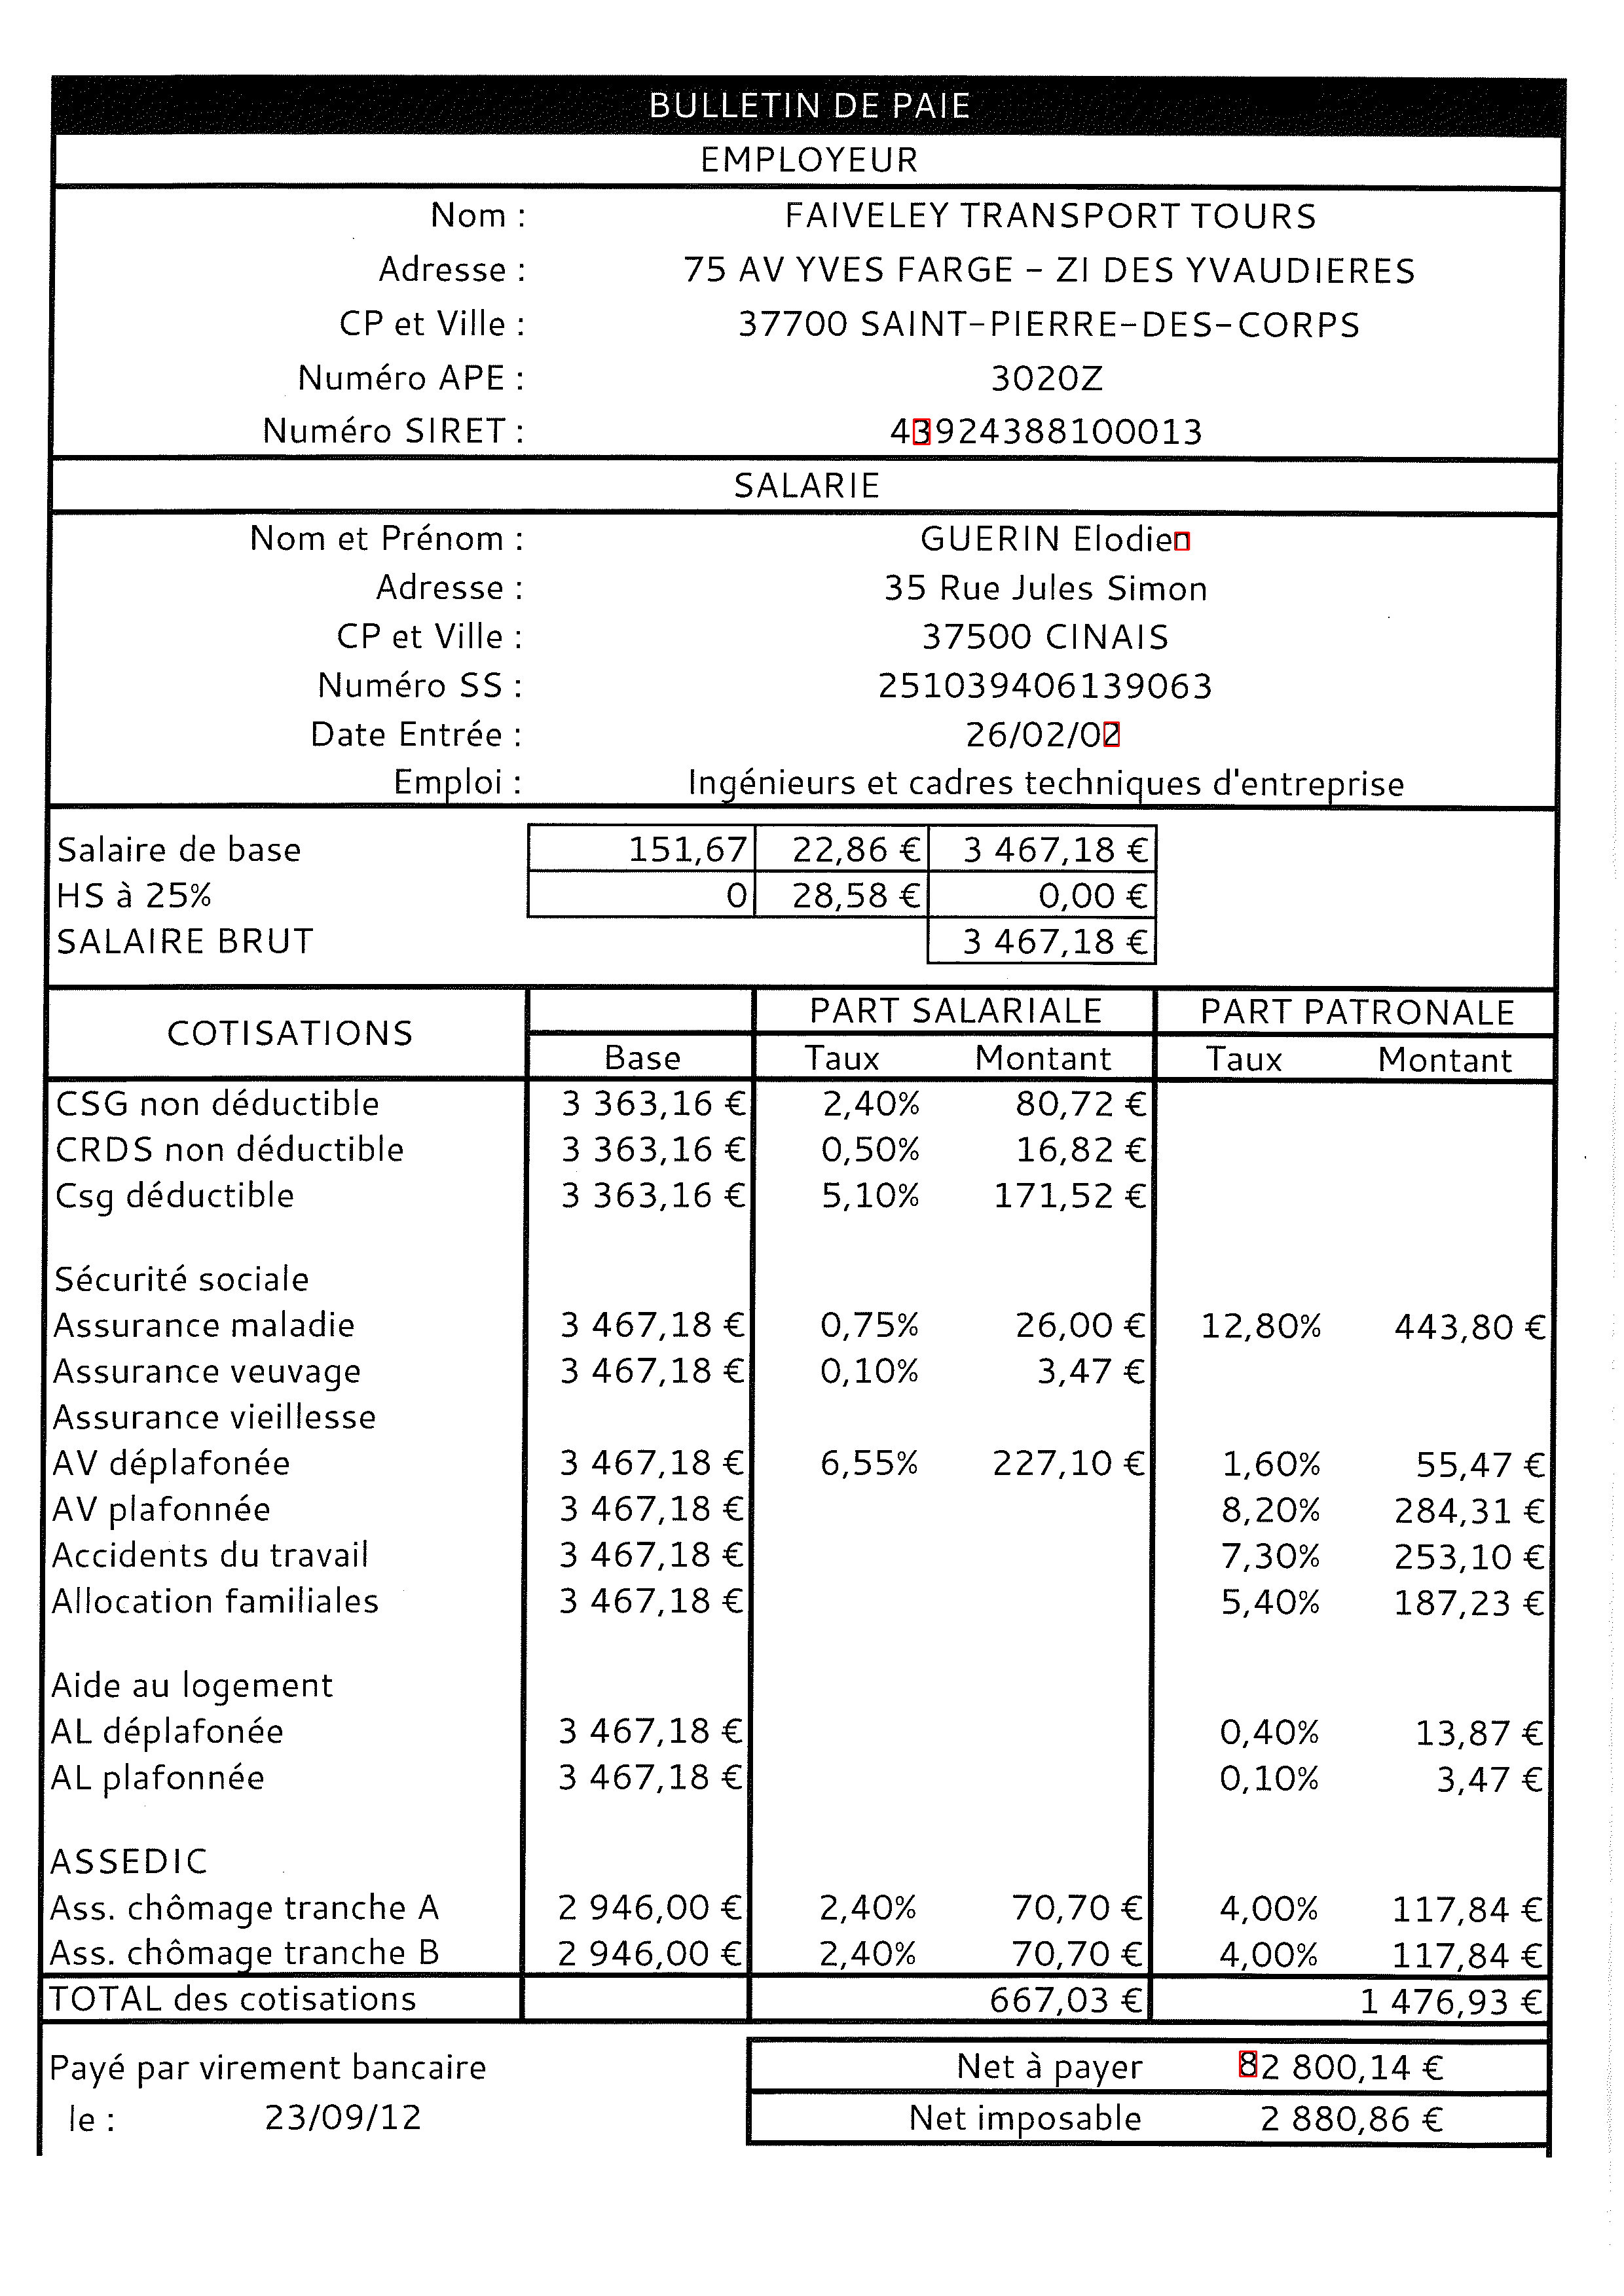 BULLETIN DE PAIE
EMPLOYEUR
Nom : FAIVELEY TRANSPORT TOURS
Adresse : 75 AV YVES FARGE - ZI DES YVAUDIERES
CP et Ville : 37700 SAINT-PIERRE-DES-CORPS
Numéro APE : 3020Z
Numéro SIRET : 43924388100013
SALARIE
Nom et Prénom : GUERIN Elodien
Adresse : 35 Rue Jules Simon
CP et Ville : 37500 CINAIS
Numéro SS : 251039406139063
Date Entrée : 26/02/02
Emploi : Ingénieurs et cadres techniques d'entreprise
Salaire de base 151,67 22,86 € 3 467,18 €
HS à 25% 0 28,58 € 0,00 €
SALAIRE BRUT 3 467,18 €
COTISATIONS PART SALARIALE PART PATRONALE
Base Taux Montant Taux Montant
CSG non déductible 3 363,16 € 2,40% 80,72 €
CRDS non déductible 3 363,16 € 0,50% 16,82 €
Csg déductible 3 363,16 € 5,10% 171,52 €
Sécurité sociale
Assurance maladie 3 467,18 € 0,75% 26,00 € 12,80% 443,80 €
Assurance veuvage 3 467,18 € 0,10% 3,47 €
Assurance vieillesse
AV déplafonée 3 467,18 € 6,55% 227,10 € 1,60% 55,47 €
AV plafonnée 3 467,18 € 8,20% 284,31 €
Accidents du travail 3 467,18 € 7,30% 253,10 €
Allocation familiales 3 467,18 € 5,40% 187,23 €
Aide au logement
AL déplafonée 3 467,18 € 0,40% 13,87 €
AL plafonnée 3 467,18 € 0,10% 3,47 €
ASSEDIC
Ass. chômage tranche A 2 946,00 € 2,40% 70,70 € 4,00% 117,84 €
Ass. chômage tranche B 2 946,00 € 2,40% 70,70 € 4,00% 117,84 €
TOTAL des cotisations 667,03 € 1 476,93 €
Payé par virement bancaire Net à payer 82 800,14 €
le : 23/09/12 Net imposable 2 880,86 €